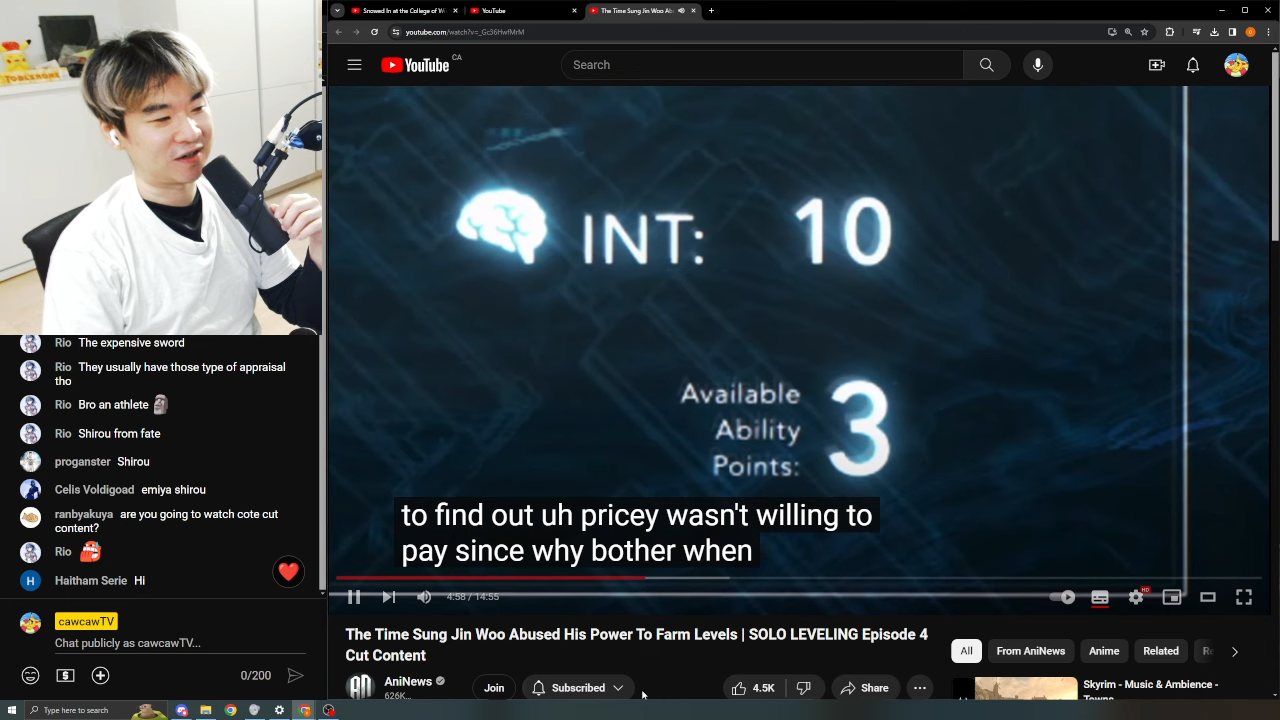 Snowed In at the College of Wi
YouTube
The Time Sung Jin Woo Ab
youtube.com/watch?v=_Gc36HwfMrM
YouTube
CA
Search
TOBLERONE
INT: 10
Available
Ability
Points:
3
to find out uh pricey wasn't willing to
pay since why bother when
4:58 / 14:55
HD
Rio The expensive sword
Rio They usually have those type of appraisal
tho
Rio Bro an athlete
Rio Shirou from fate
proganster Shirou
Celis Voldigoad emiya shirou
ranbyakuya are you going to watch cote cut
content?
Rio
H Haitham Serie Hi
cawcawTV
Chat publicly as cawcawTV...
0/200
The Time Sung Jin Woo Abused His Power To Farm Levels | SOLO LEVELING Episode 4
Cut Content
AniNews
626K
Join
Subscribed
4.5K
Share
All
From AniNews
Anime
Related
Skyrim - Music & Ambience -
Towns
Type here to search